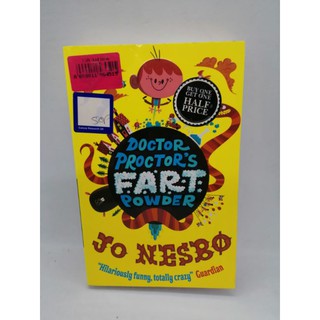 BUY ONE
GET ONE
HALF
PRICE
DOCTOR
PROCTOR'S
FART
POWDER
JO NESBO
"Hilariously funny, totally crazy" Guardian